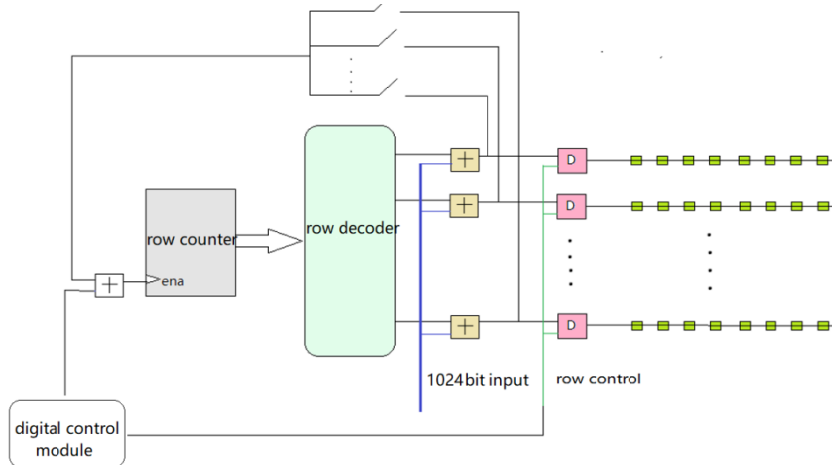 D
row decoder
D
row counter
ena
D
1024bit input
row control
digital control
module